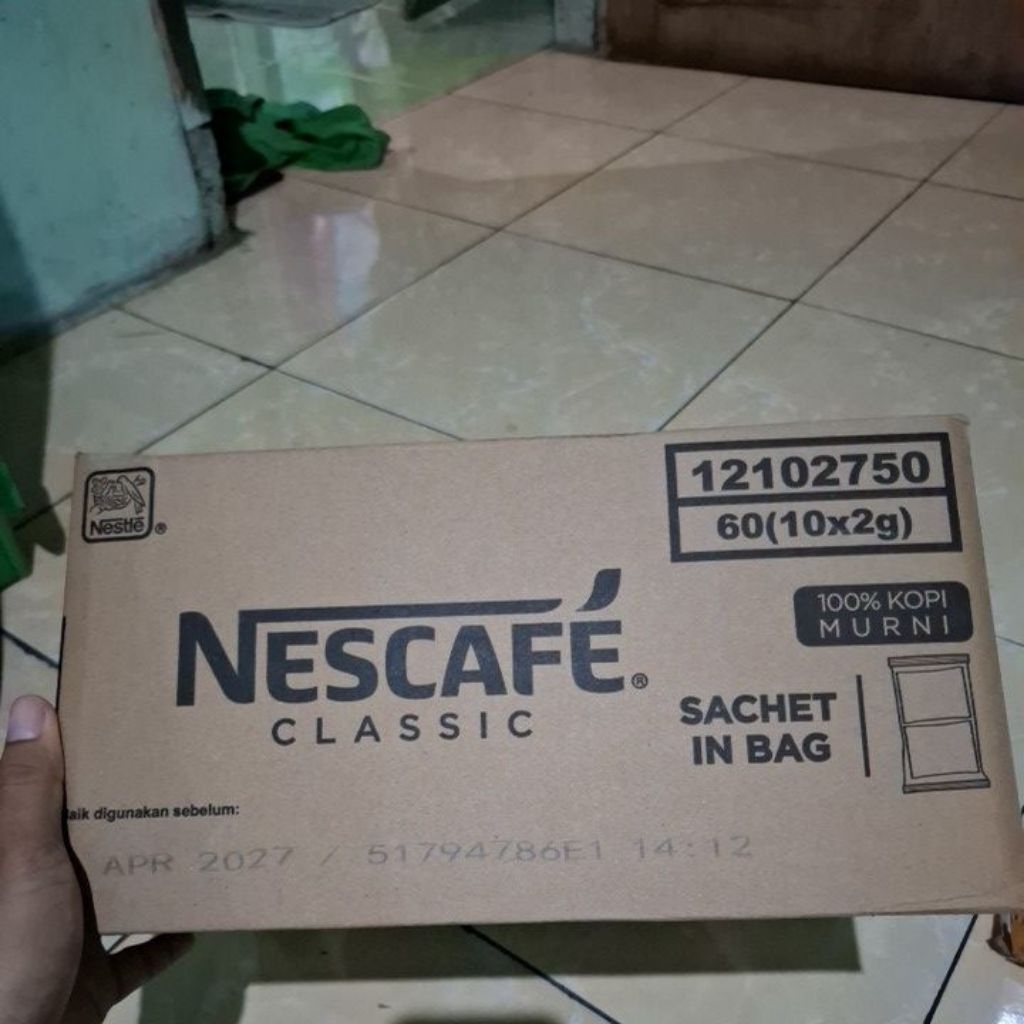 Nestlé®
12102750
60(10x2g)
100% KOPI
MURNI
NESCAFÉ®
CLASSIC
SACHET
IN BAG
aik digunakan sebelum:
APR 2027 / 51794786E1 14:12